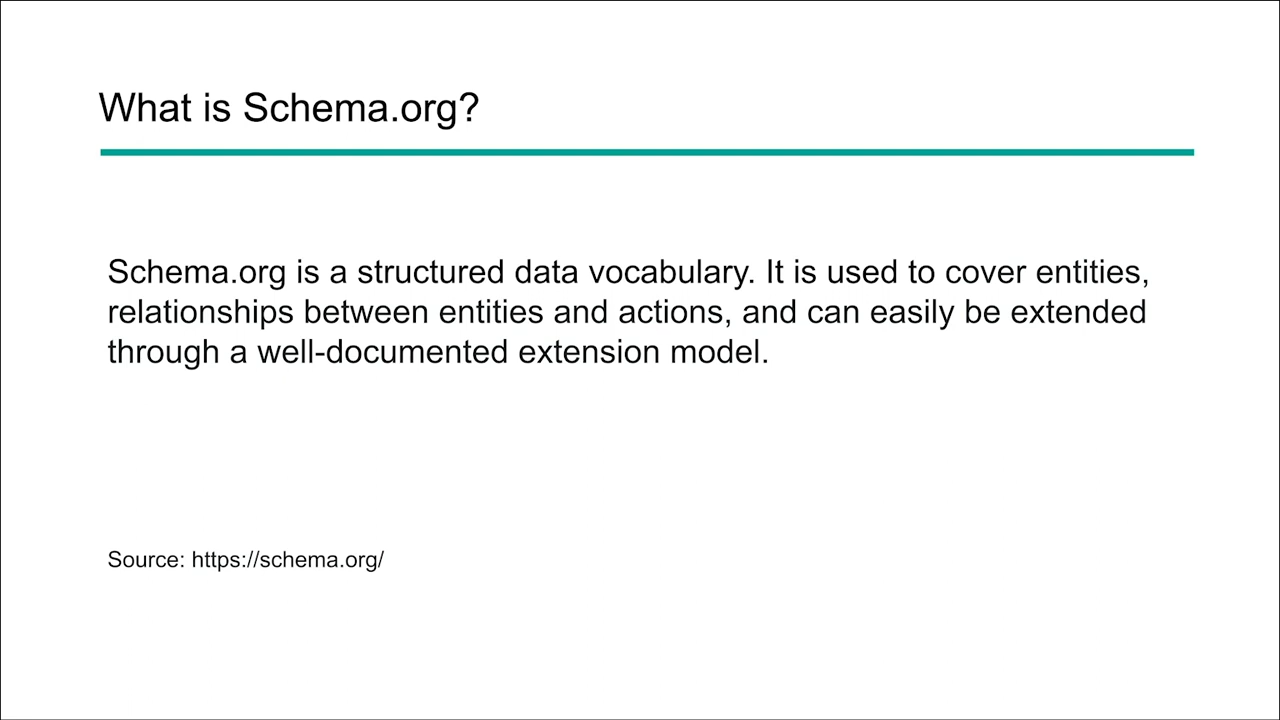 What is Schema.org?
Schema.org is a structured data vocabulary. It is used to cover entities,
relationships between entities and actions, and can easily be extended
through a well-documented extension model.
Source: https://schema.org/